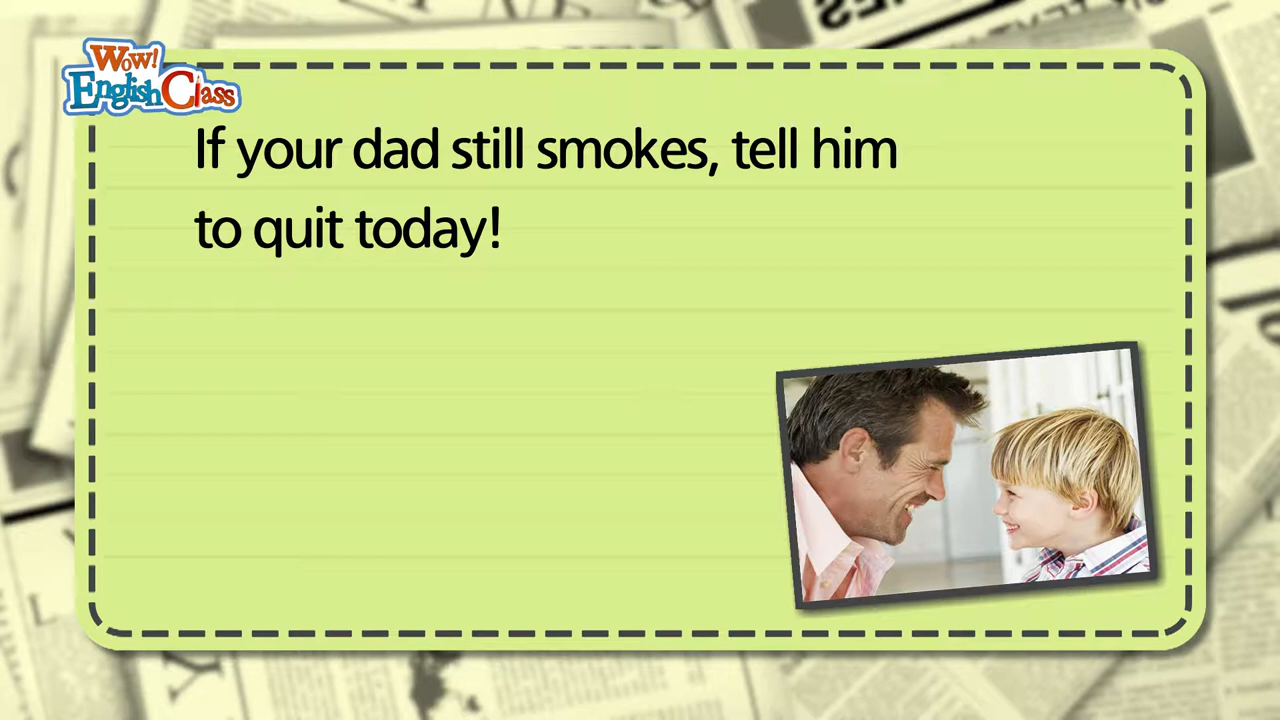 Wow!
English Class
If your dad still smokes, tell him
to quit today!